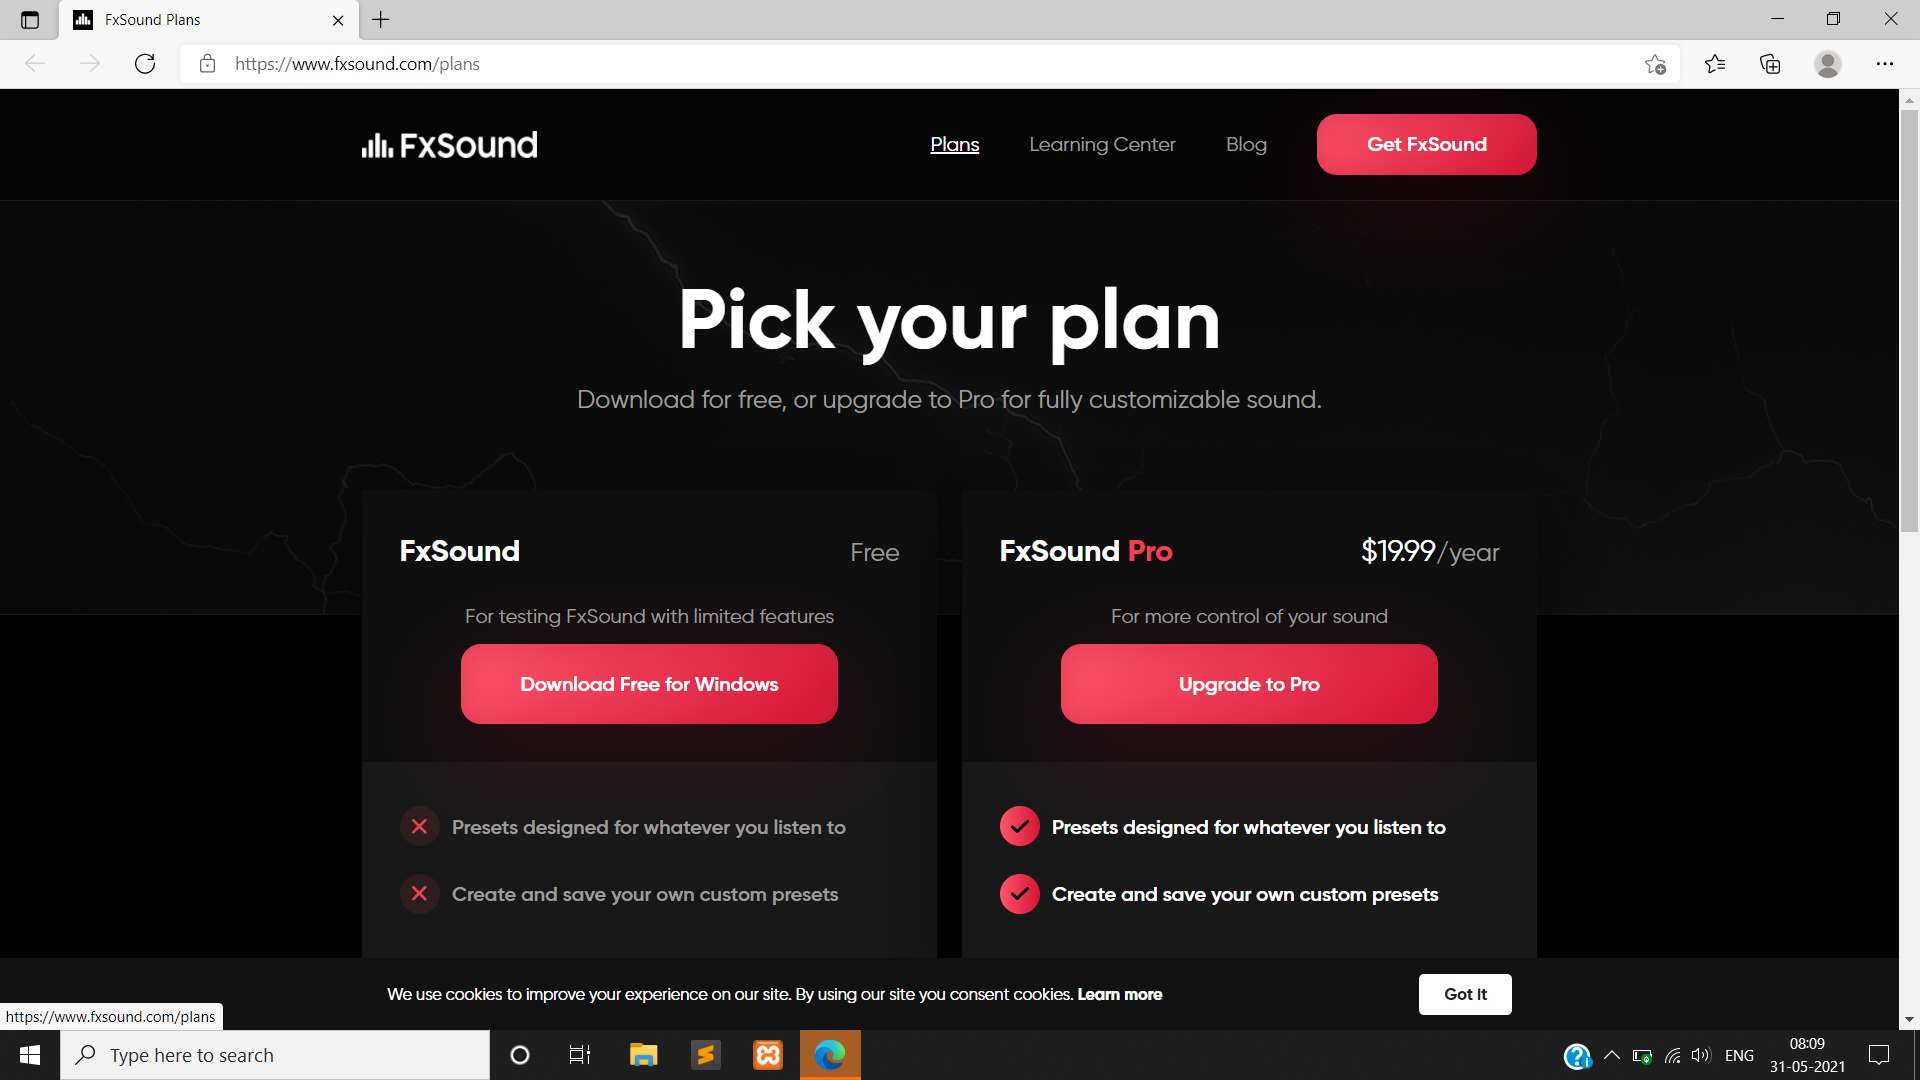 FxSound Plans
https://www.fxsound.com/plans
FxSound
Plans
Learning Center
Blog
Get FxSound
Pick your plan
Download for free, or upgrade to Pro for fully customizable sound.
FxSound
Free
For testing FxSound with limited features
Download Free for Windows
Presets designed for whatever you listen to
Create and save your own custom presets
FxSound Pro
$19.99/year
For more control of your sound
Upgrade to Pro
Presets designed for whatever you listen to
Create and save your own custom presets
We use cookies to improve your experience on our site. By using our site you consent cookies. Learn more
Got It
https://www.fxsound.com/plans
Type here to search
ENG
08:09
31-05-2021